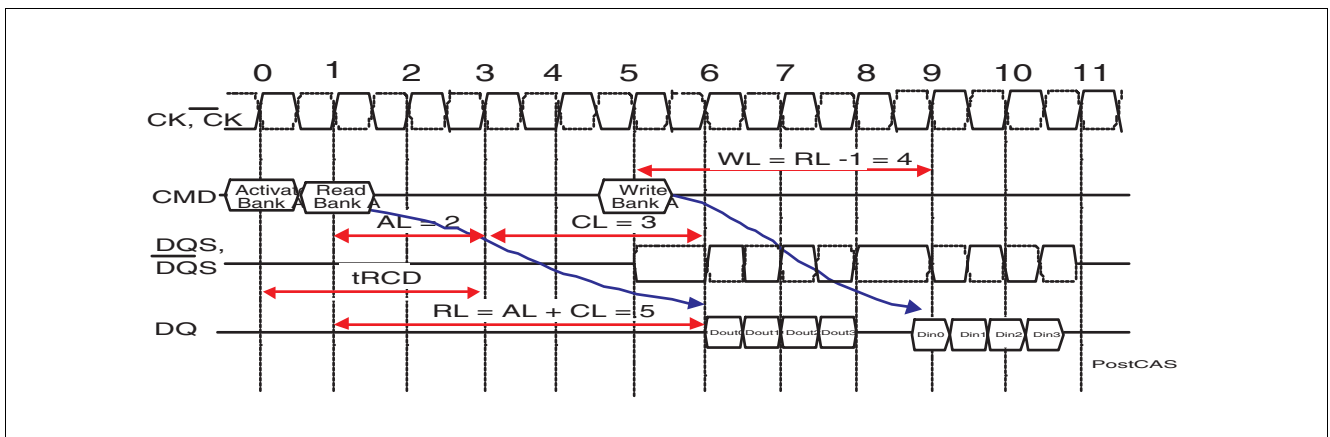 0 1 2 3 4 5 6 7 8 9 10 11
CK, CK
WL = RL -1 = 4
CMD
Activat Bank A
Read Bank A
Write Bank A
AL = 2
CL = 3
DQS,
DQS
tRCD
RL = AL + CL = 5
DQ
Dout0 Dout1 Dout2 Dout3
Din0 Din1 Din2 Din3
PostCAS